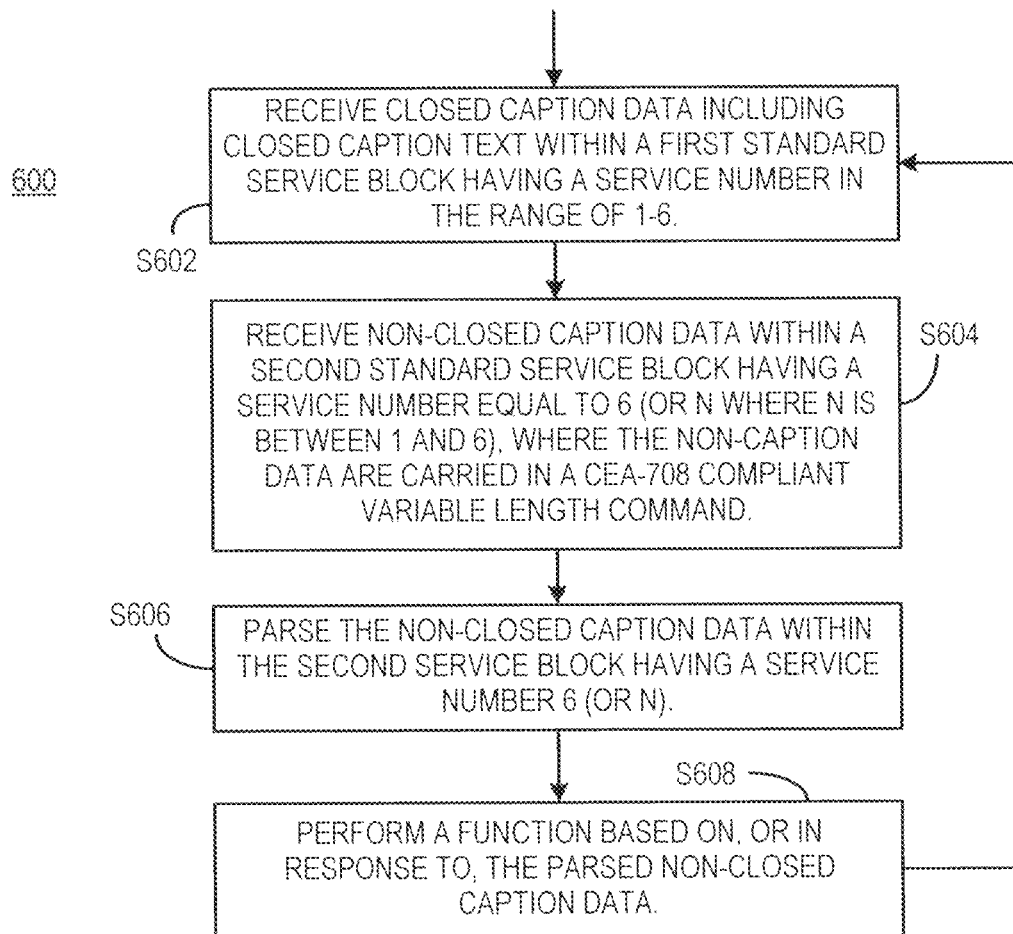 600
RECEIVE CLOSED CAPTION DATA INCLUDING
CLOSED CAPTION TEXT WITHIN A FIRST STANDARD
SERVICE BLOCK HAVING A SERVICE NUMBER IN
THE RANGE OF 1-6.
S602
RECEIVE NON-CLOSED CAPTION DATA WITHIN A
SECOND STANDARD SERVICE BLOCK HAVING A
SERVICE NUMBER EQUAL TO 6 (OR N WHERE N IS
BETWEEN 1 AND 6), WHERE THE NON-CAPTION
DATA ARE CARRIED IN A CEA-708 COMPLIANT
VARIABLE LENGTH COMMAND.
S604
S606
PARSE THE NON-CLOSED CAPTION DATA WITHIN
THE SECOND SERVICE BLOCK HAVING A SERVICE
NUMBER 6 (OR N).
S608
PERFORM A FUNCTION BASED ON, OR IN
RESPONSE TO, THE PARSED NON-CLOSED
CAPTION DATA.